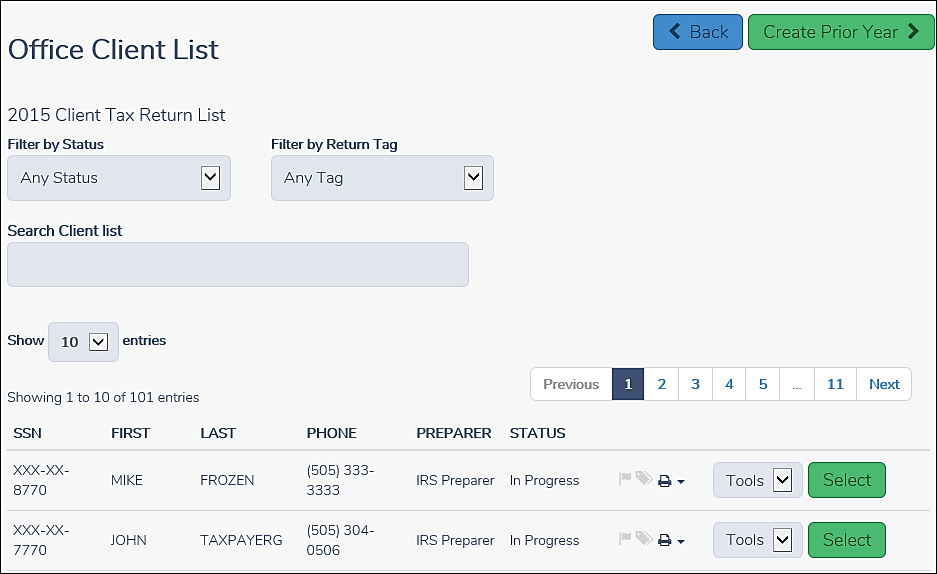 Back
Create Prior Year
Office Client List
2015 Client Tax Return List
Filter by Status
Filter by Return Tag
Any Status
Any Tag
Search Client list
Show 10 entries
Previous 1 2 3 4 5 ... 11 Next
Showing 1 to 10 of 101 entries
SSN FIRST LAST PHONE PREPARER STATUS
XXX-XX-
8770
MIKE
FROZEN
(505) 333-
3333
IRS Preparer
In Progress
Tools
Select
XXX-XX-
7770
JOHN
TAXPAYERG
(505) 304-
0506
IRS Preparer
In Progress
Tools
Select